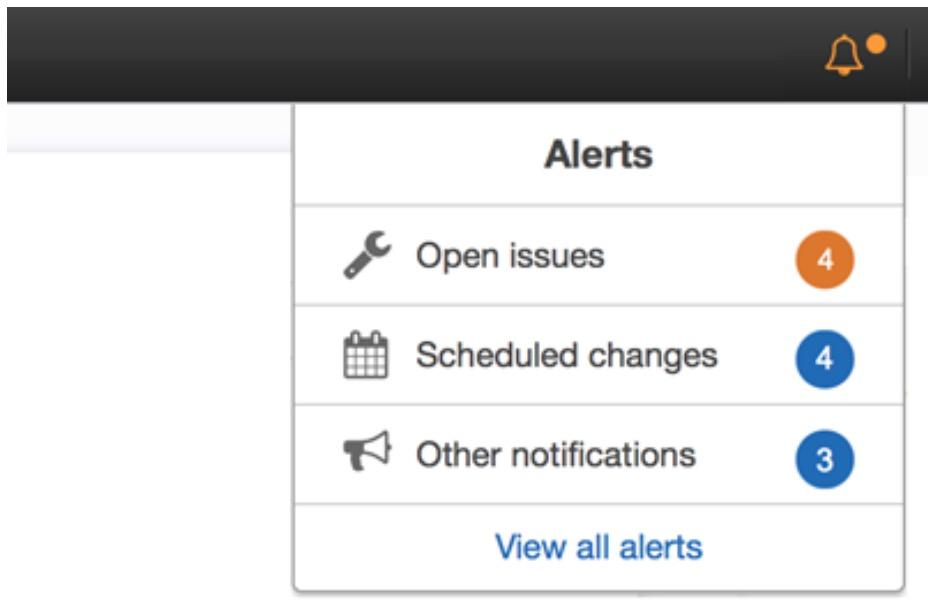 Alerts
Open issues 4
Scheduled changes 4
Other notifications 3
View all alerts